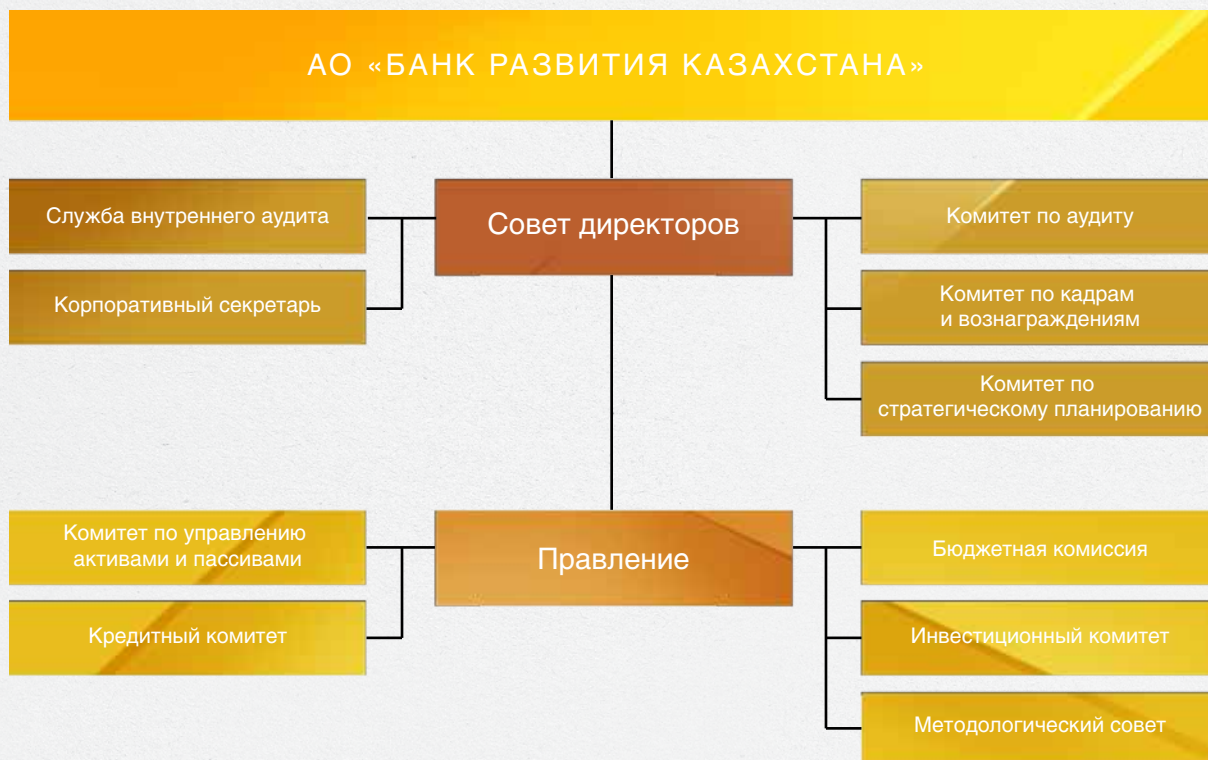 АО «БАНК РАЗВИТИЯ КАЗАХСТАНА»
Служба внутреннего аудита
Корпоративный секретарь
Совет директоров
Комитет по аудиту
Комитет по кадрам
и вознаграждениям
Комитет по
стратегическому планированию
Комитет по управлению
активами и пассивами
Кредитный комитет
Правление
Бюджетная комиссия
Инвестиционный комитет
Методологический совет